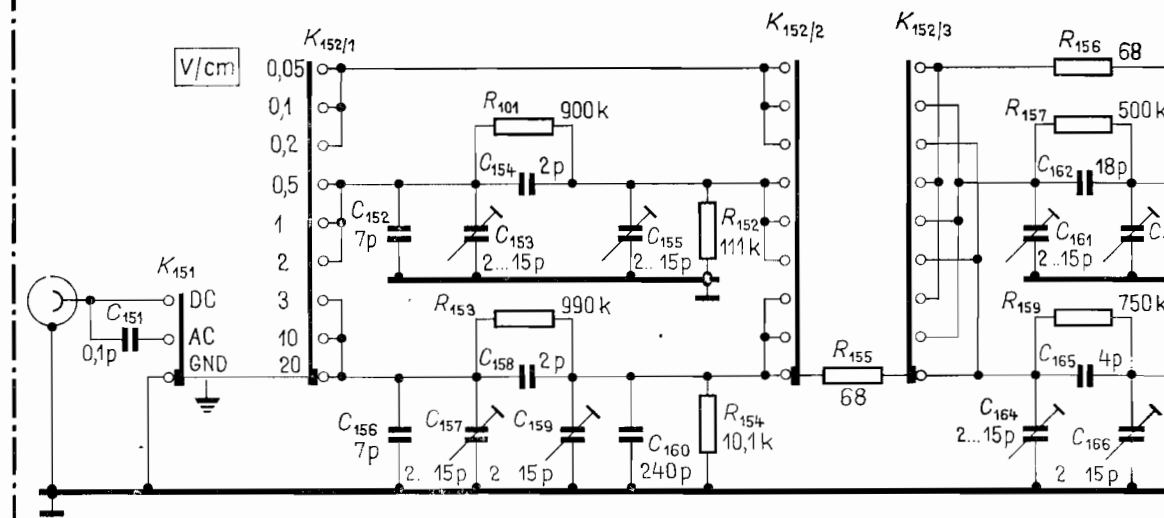 K152/1
K152/2
K152/3
V/cm
0,05
0,1
0,2
0,5
1
2
3
10
20
R101
900k
C154
2p
C152
7p
C153
2...15p
C155
2..15p
R152
111k
K151
DC
AC
GND
C151
0,1p
R153
990k
C158
2p
C156
7p
C157
2. 15p
C159
2 15p
C160
240p
R154
10,1k
R155
68
R156
68
R157
500k
C162
18p
C161
2...15p
C
R159
750k
C165
4p
C164
2...15p
C166
2 15p